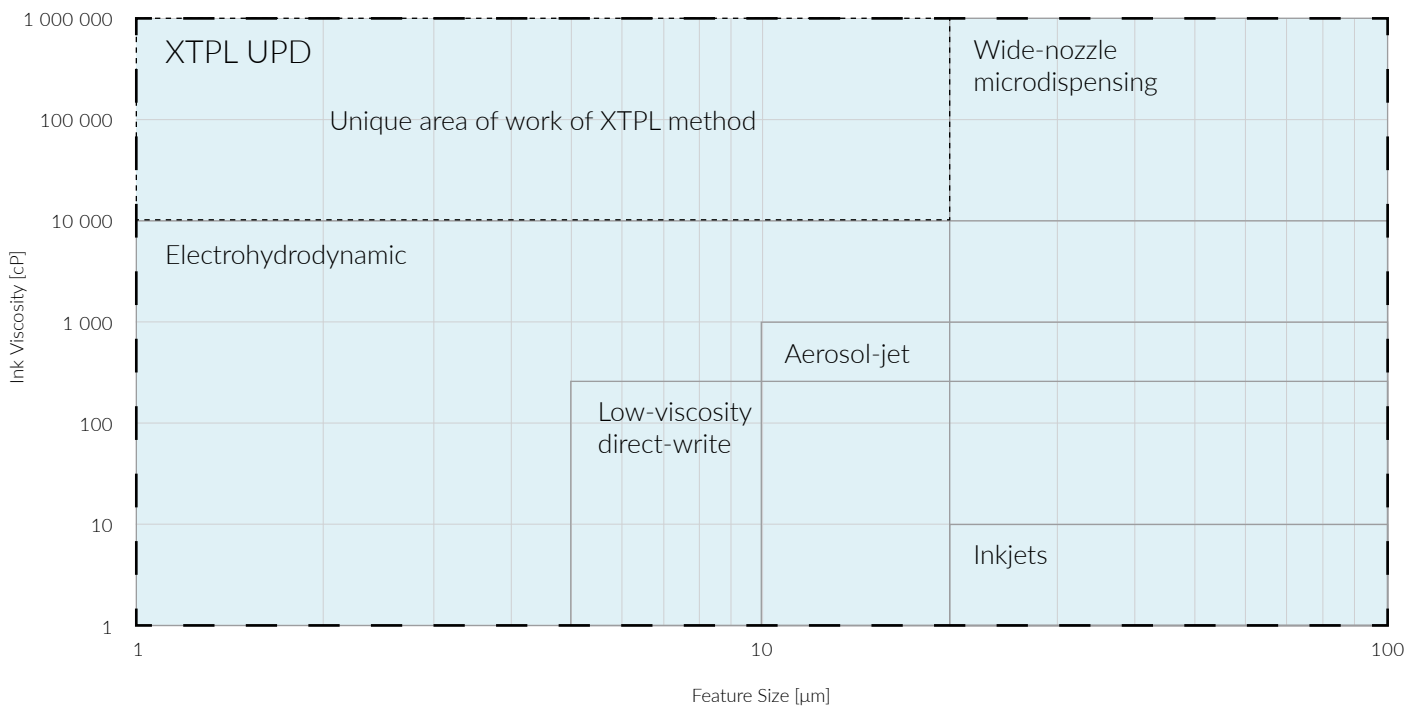 1 000 000
XTPL UPD
Wide-nozzle
microdispensing
100 000
Unique area of work of XTPL method
10 000
Electrohydrodynamic
Ink Viscosity [cP]
1 000
Aerosol-jet
100
Low-viscosity
direct-write
10
Inkjets
1
1
10
100
Feature Size [µm]